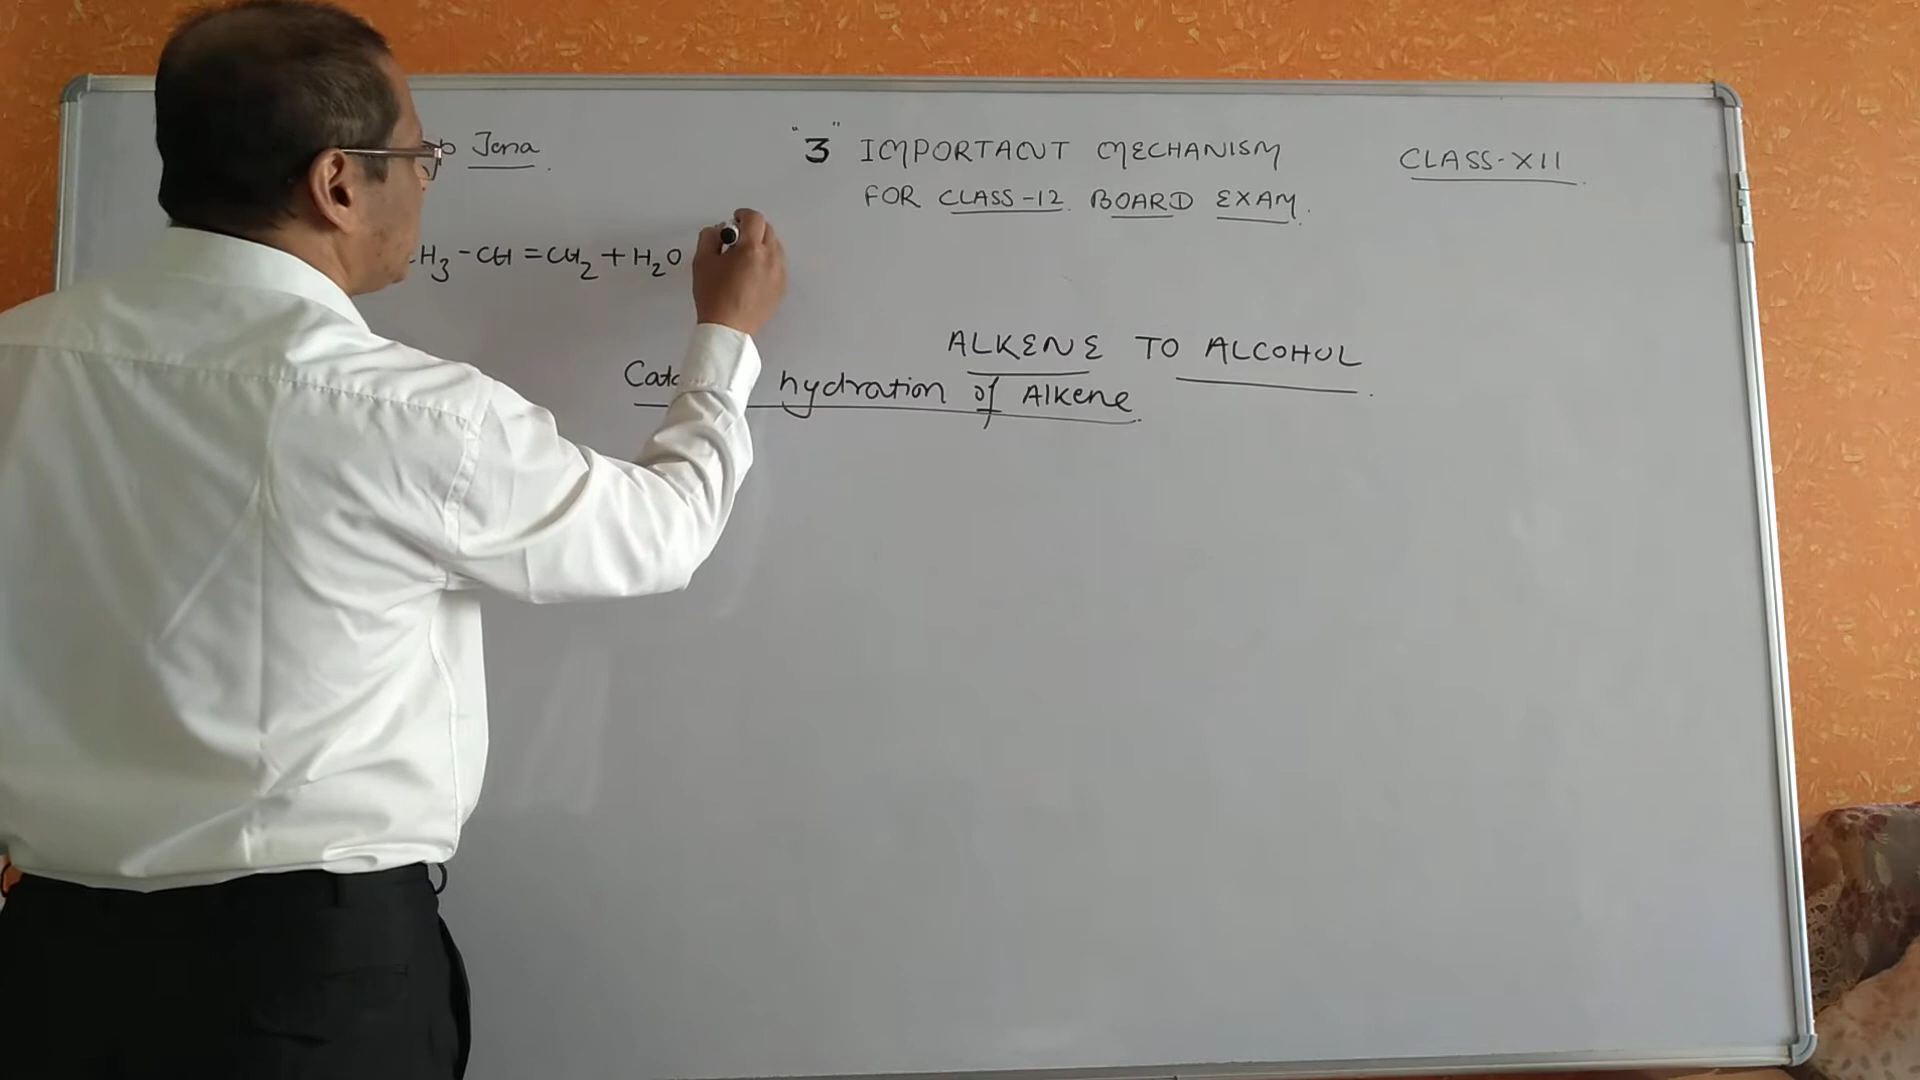 Jena
"3" IMPORTANT MECHANISM
FOR CLASS-12 BOARD EXAM.
CLASS-XII
H₃-CH=CH₂+H₂O
ALKENE TO ALCOHOL
hydration of Alkene